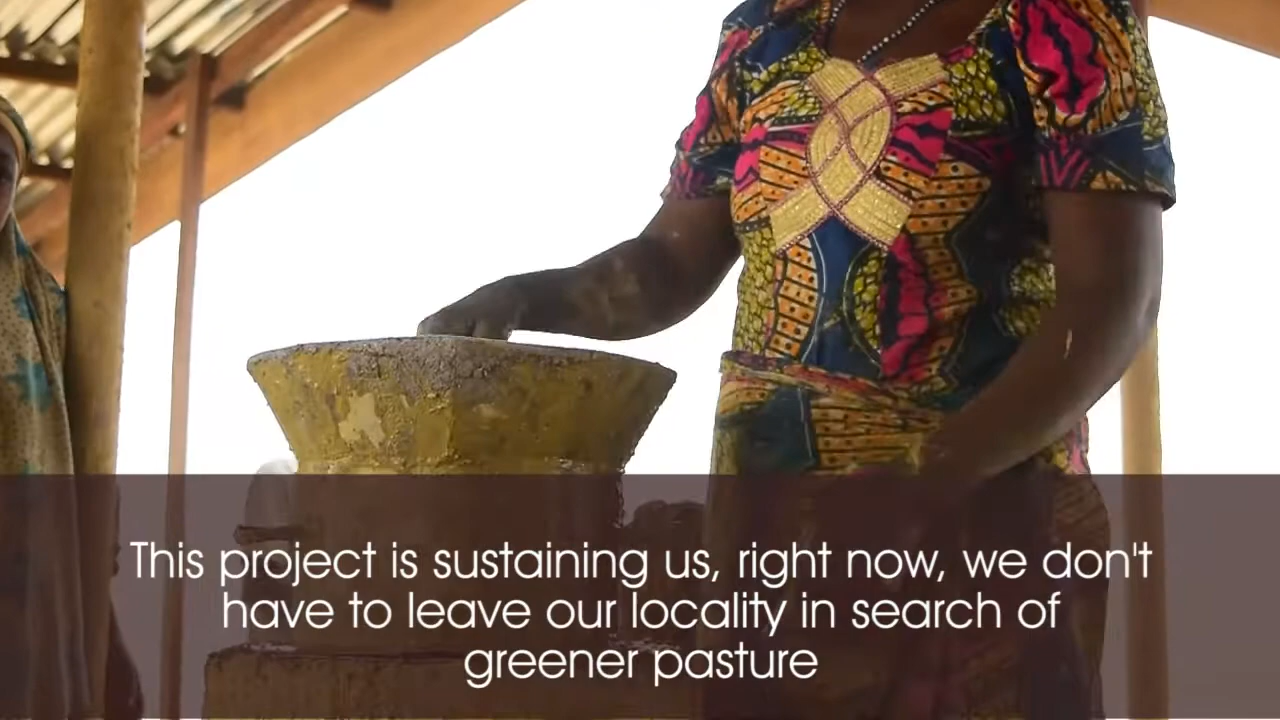 This project is sustaining us, right now, we don't
have to leave our locality in search of
greener pasture